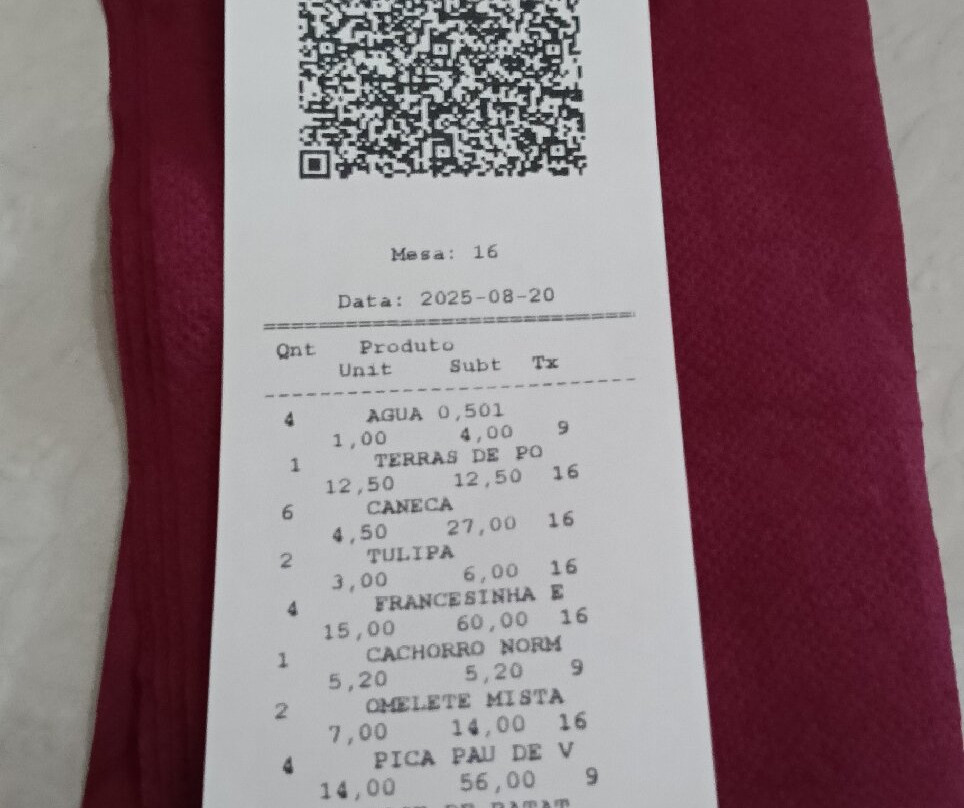 Mesa: 16
Data: 2025-08-20
==============================
Qnt Produto
Unit Subt Tx
------------------------------
4 AGUA 0,501
1,00 4,00 9
1 TERRAS DE PO
12,50 12,50 16
6 CANECA
4,50 27,00 16
2 TULIPA
3,00 6,00 16
4 FRANCESINHA E
15,00 60,00 16
1 CACHORRO NORM
5,20 5,20 9
2 OMELETE MISTA
7,00 14,00 16
4 PICA PAU DE V
14,00 56,00 9
DE BATAT